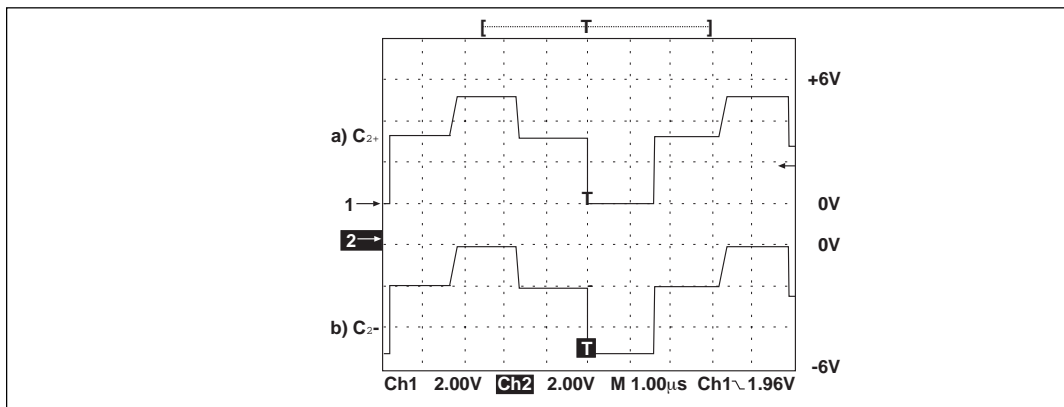 [ T ]
+6V
a) C2+
T
1
0V
2
0V
b) C2-
T
-6V
Ch1 2.00V Ch2 2.00V M 1.00µs Ch1 1.96V